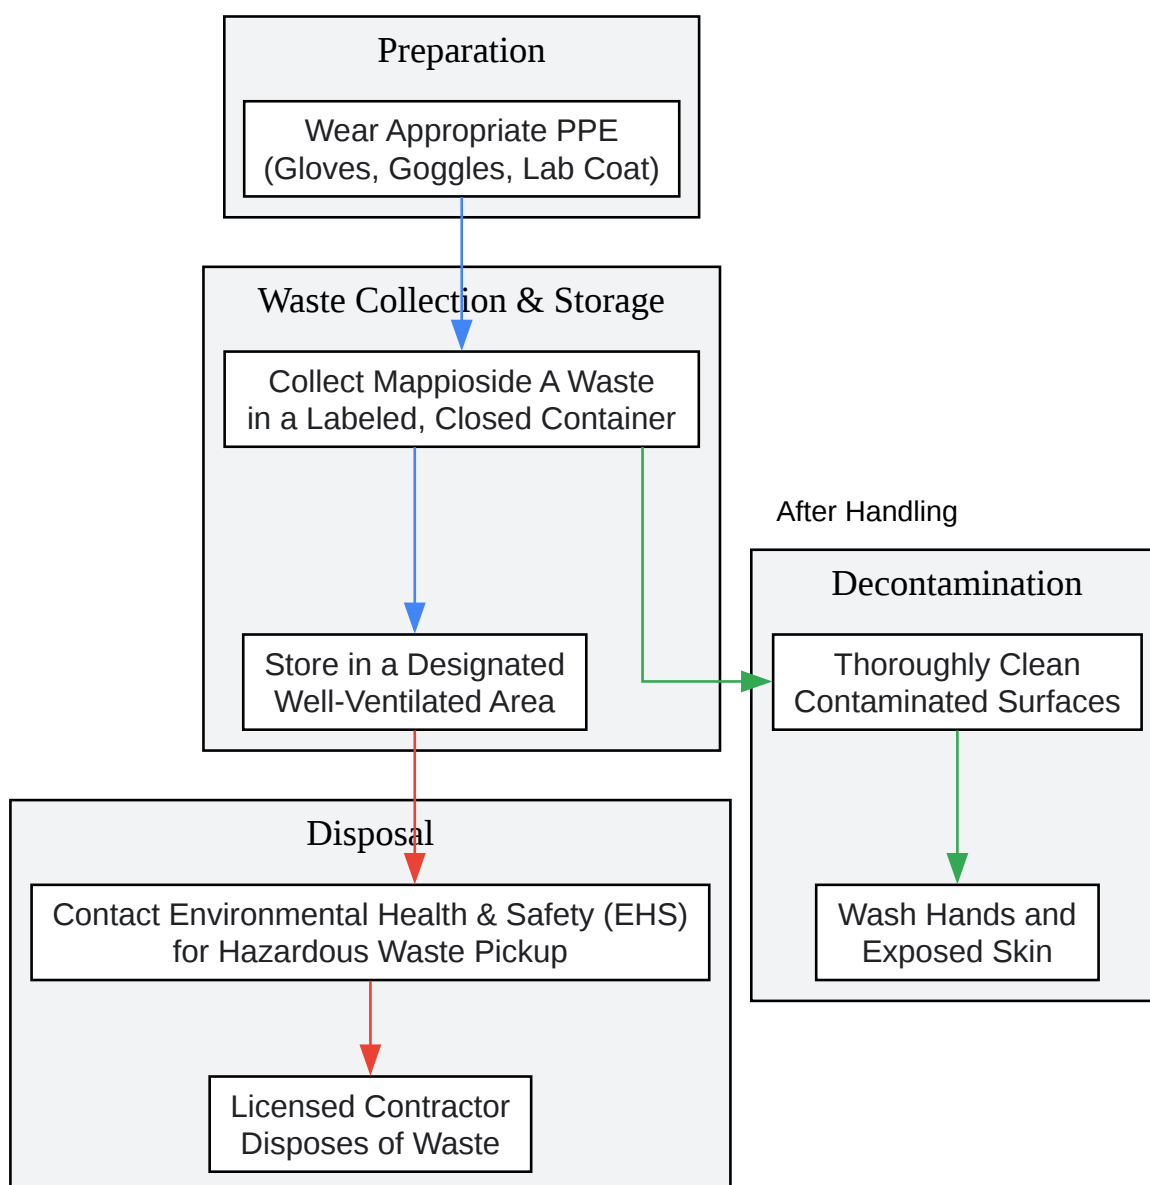 Preparation
Wear Appropriate PPE
(Gloves, Goggles, Lab Coat)
Waste Collection & Storage
Collect Mappioside A Waste
in a Labeled, Closed Container
Store in a Designated
Well-Ventilated Area
After Handling
Decontamination
Thoroughly Clean
Contaminated Surfaces
Wash Hands and
Exposed Skin
Disposal
Contact Environmental Health & Safety (EHS)
for Hazardous Waste Pickup
Licensed Contractor
Disposes of Waste